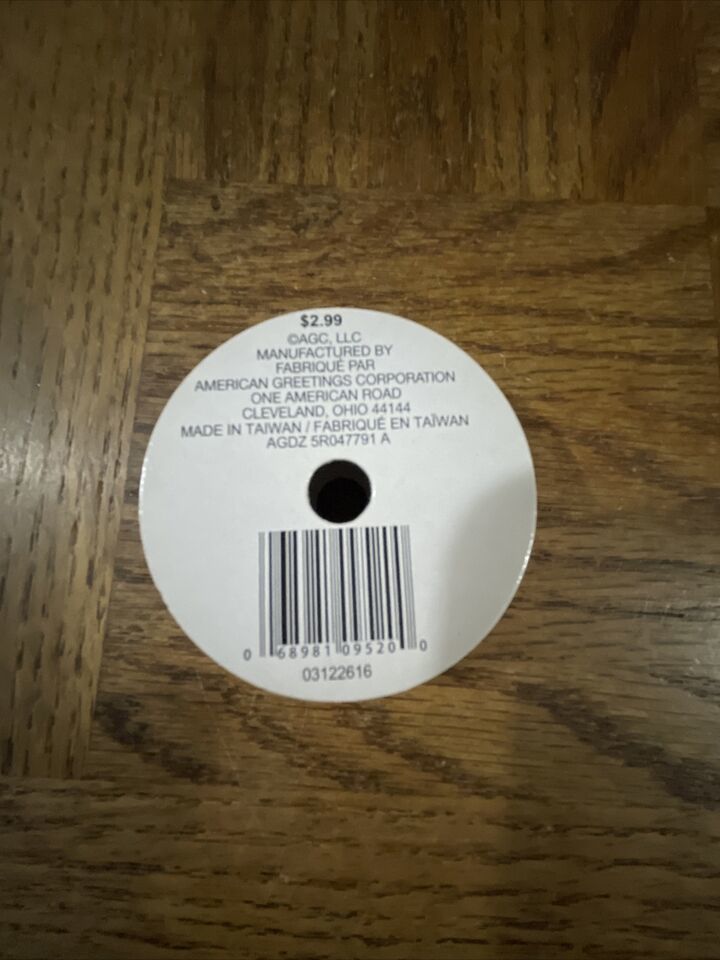 $2.99
©AGC, LLC
MANUFACTURED BY
FABRIQUÉ PAR
AMERICAN GREETINGS CORPORATION
ONE AMERICAN ROAD
CLEVELAND, OHIO 44144
MADE IN TAIWAN / FABRIQUÉ EN TAÏWAN
AGDZ 5R047791 A
0 68981 09520 0
03122616